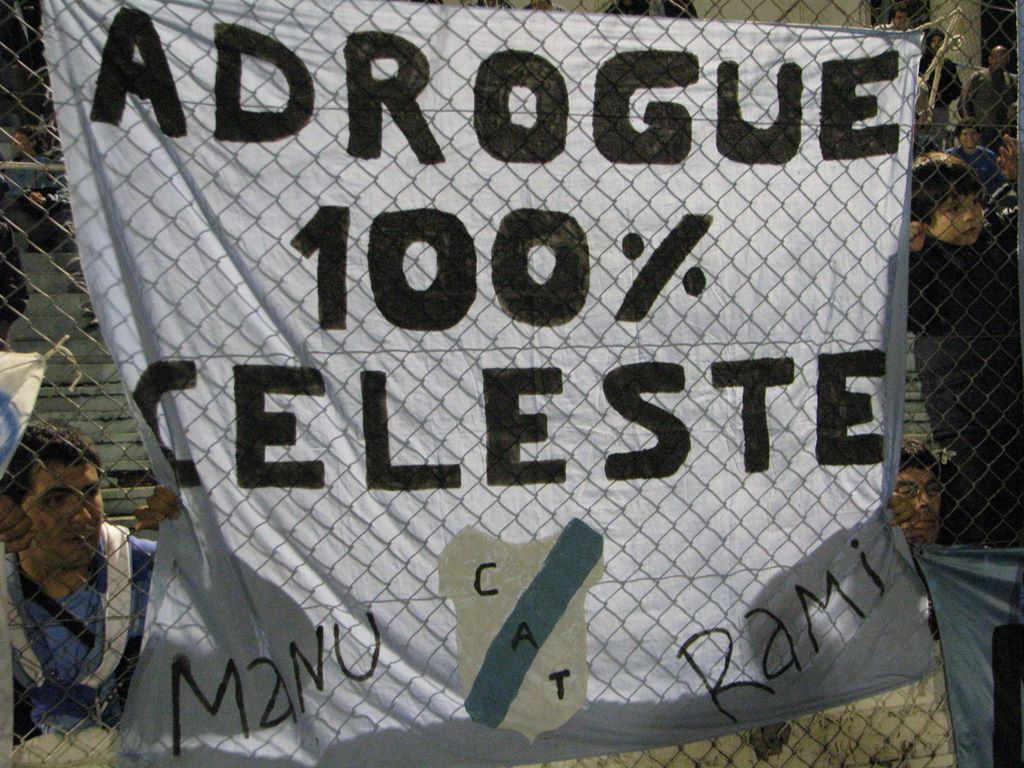 ADROGUE
100%
CELESTE
C
A
T
MANU
RAMI